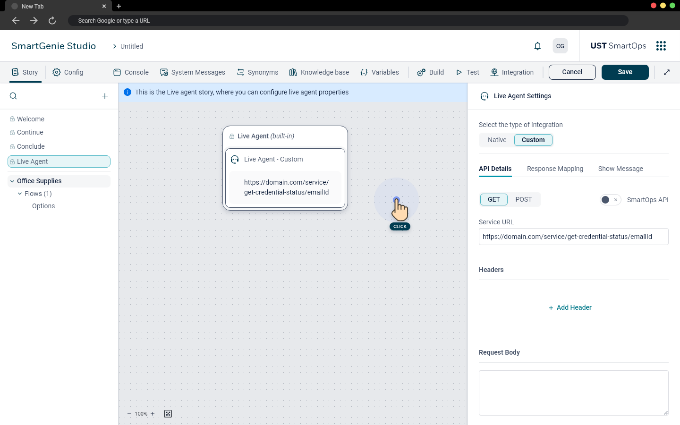 New Tab
Search Google or type a URL
SmartGenie Studio
Untitled
CG
UST SmartOps
Story
Config
Console
System Messages
Synonyms
Knowledge base
Variables
Build
Test
Integration
Cancel
Save
Welcome
Continue
Conclude
Live Agent
Office Supplies
Flows (1)
Options
This is the Live agent story, where you can configure live agent properties
Live Agent (built-in)
Live Agent - Custom
https://domain.com/service/
get-credential-status/emailId
CLICK
100%
Live Agent Settings
Select the type of Integration
Native
Custom
API Details
Response Mapping
Show Message
GET
POST
SmartOps API
Service URL
https://domain.com/service/get-credential-status/emailId
Headers
+ Add Header
Request Body